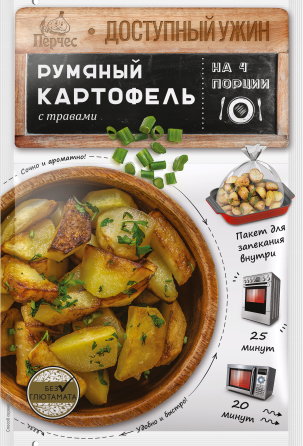 Перчес
• ДОСТУПНЫЙ УЖИН
РУМЯНЫЙ
КАРТОФЕЛЬ
с травами
НА 4
ПОРЦИИ
Сочно и ароматно!
Пакет для
запекания
внутри
25
минут
20
минут
Удобно и быстро!
БЕЗ
ГЛЮТАМАТА